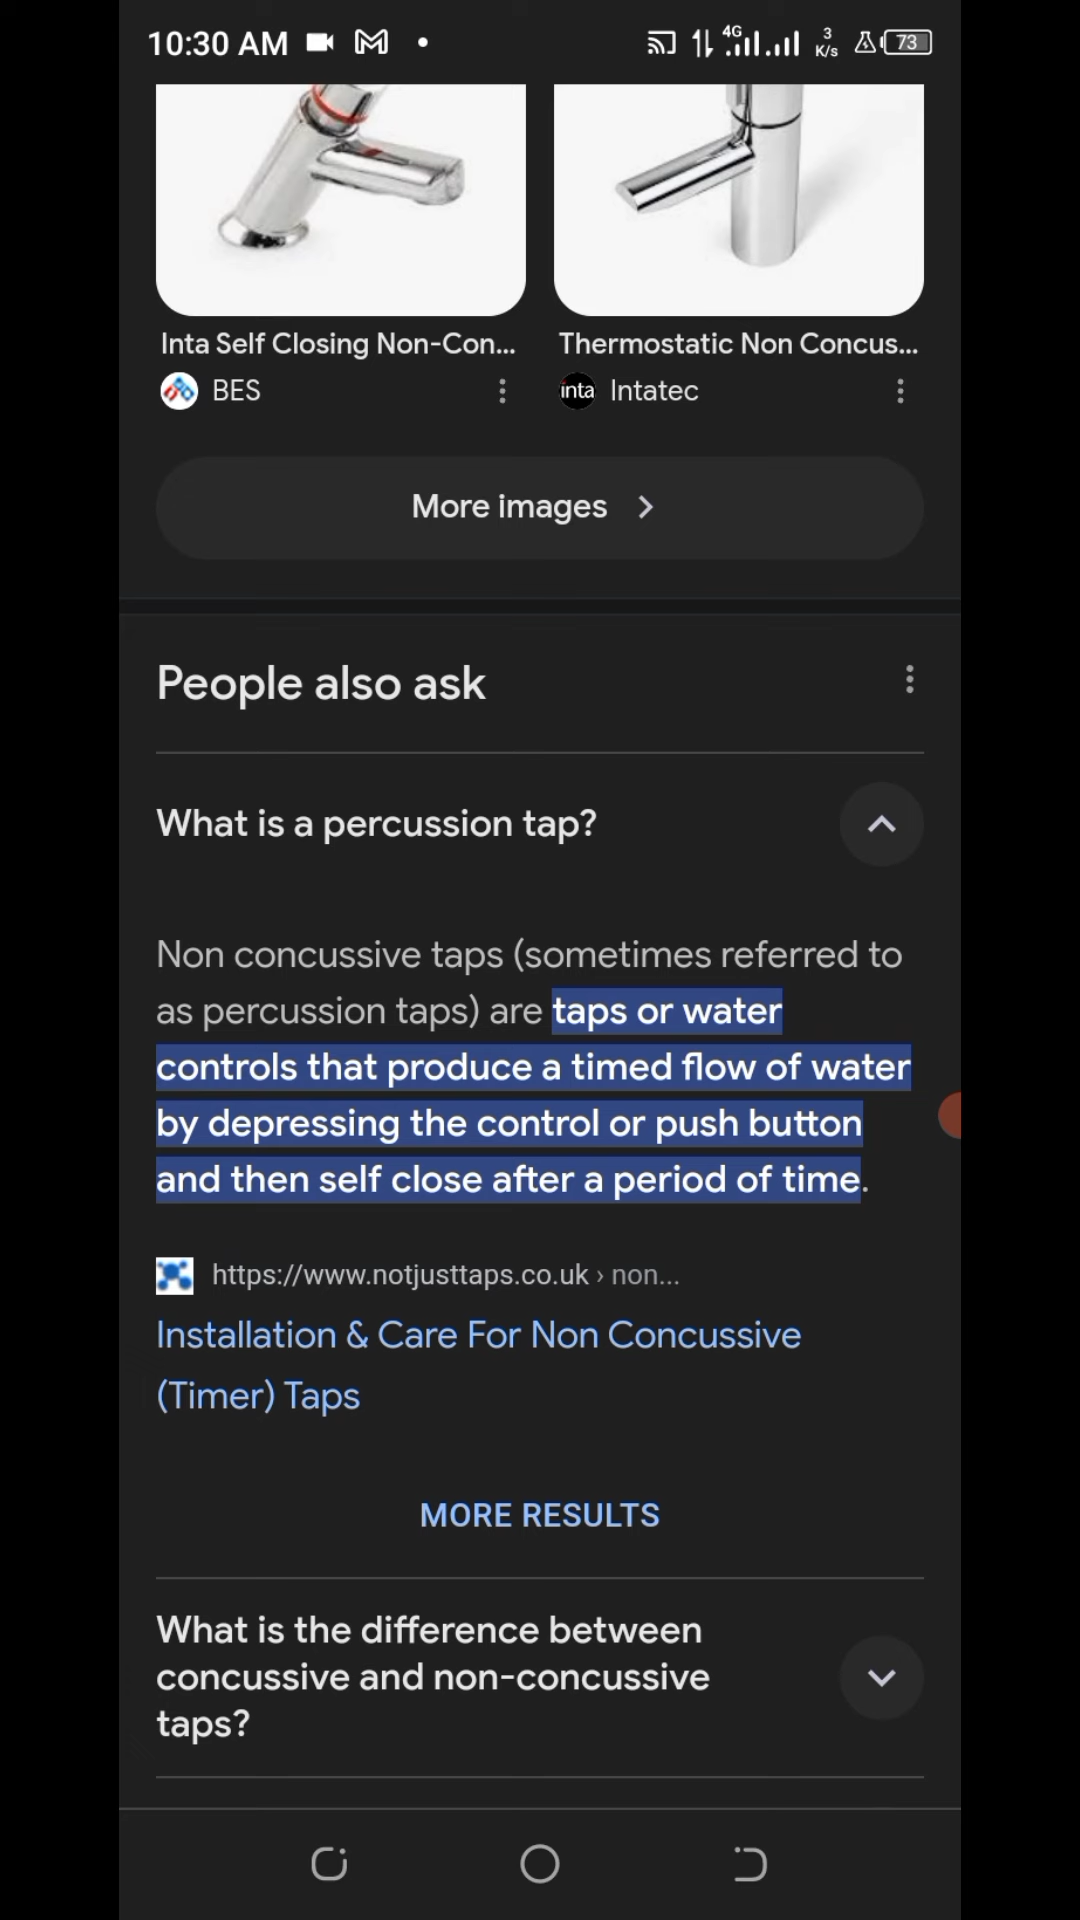 10:30 AM
4G
3
K/s
73
Inta Self Closing Non-Con...
Thermostatic Non Concus...
BES
inta
Intatec
More images
People also ask
What is a percussion tap?
Non concussive taps (sometimes referred to
as percussion taps) are taps or water
controls that produce a timed flow of water
by depressing the control or push button
and then self close after a period of time.
https://www.notjusttaps.co.uk › non...
Installation & Care For Non Concussive
(Timer) Taps
MORE RESULTS
What is the difference between
concussive and non-concussive
taps?